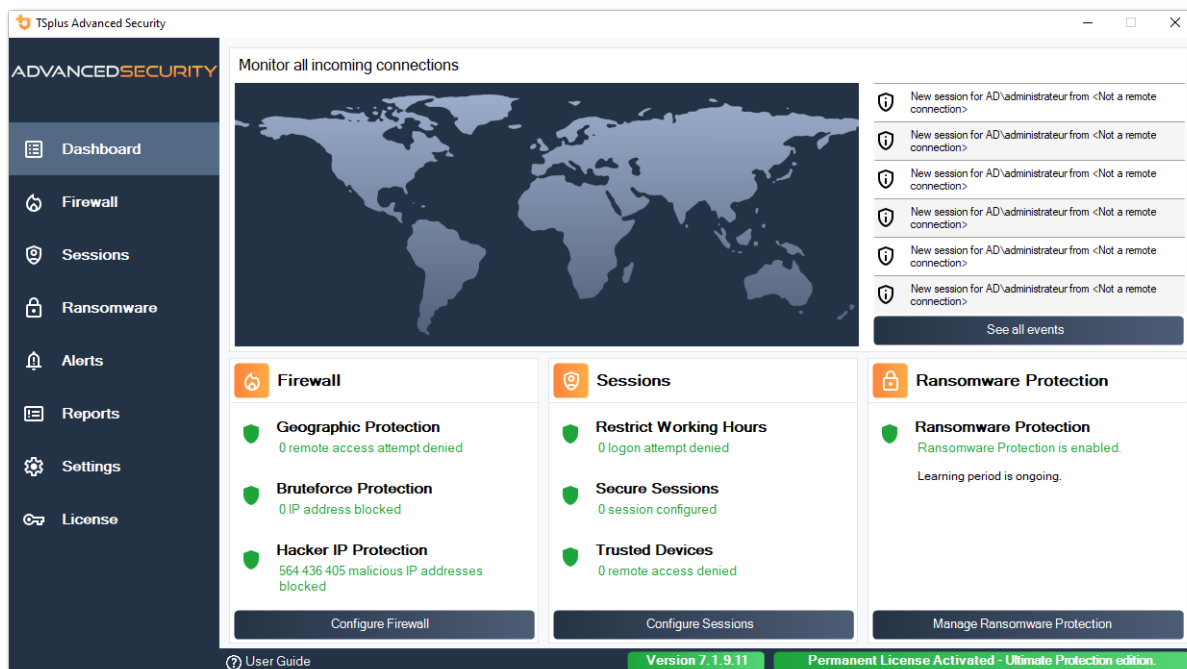 TSplus Advanced Security
ADVANCEDSECURITY
Dashboard
Firewall
Sessions
Ransomware
Alerts
Reports
Settings
License
Monitor all incoming connections
New session for AD\administrateur from <Not a remote
connection>
New session for AD\administrateur from <Not a remote
connection>
New session for AD\administrateur from <Not a remote
connection>
New session for AD\administrateur from <Not a remote
connection>
New session for AD\administrateur from <Not a remote
connection>
New session for AD\administrateur from <Not a remote
connection>
See all events
Firewall
Geographic Protection
0 remote access attempt denied
Bruteforce Protection
0 IP address blocked
Hacker IP Protection
564 436 405 malicious IP addresses
blocked
Configure Firewall
Sessions
Restrict Working Hours
0 logon attempt denied
Secure Sessions
0 session configured
Trusted Devices
0 remote access denied
Configure Sessions
Ransomware Protection
Ransomware Protection
Ransomware Protection is enabled.
Learning period is ongoing.
Manage Ransomware Protection
User Guide
Version 7.1.9.11
Permanent License Activated - Ultimate Protection edition.